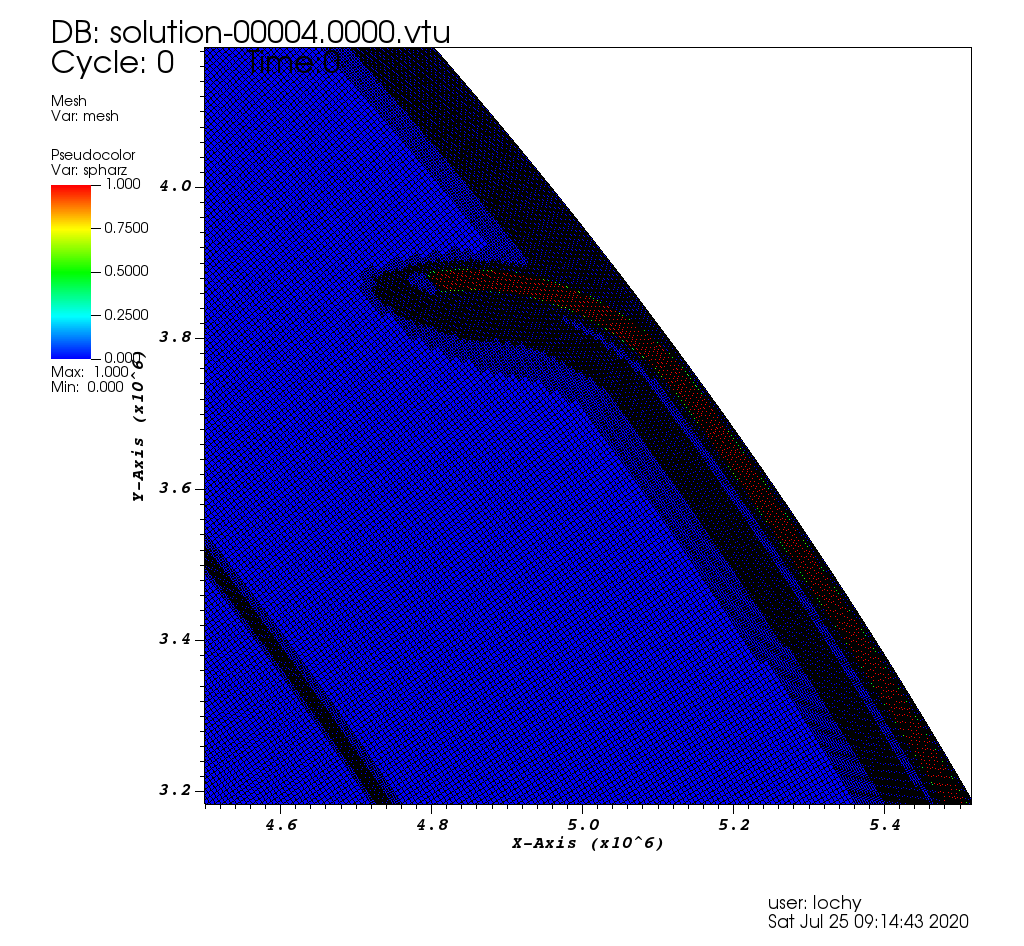 DB: solution-00004.0000.vtu
Cycle: 0 Time:0
Mesh
Var: mesh
Pseudocolor
Var: spharz
1.000
0.7500
0.5000
0.2500
0.000
Max: 1.000
Min: 0.000
4.0
3.8
3.6
3.4
3.2
Y-Axis (x10^6)
4.6 4.8 5.0 5.2 5.4
X-Axis (x10^6)
user: lochy
Sat Jul 25 09:14:43 2020